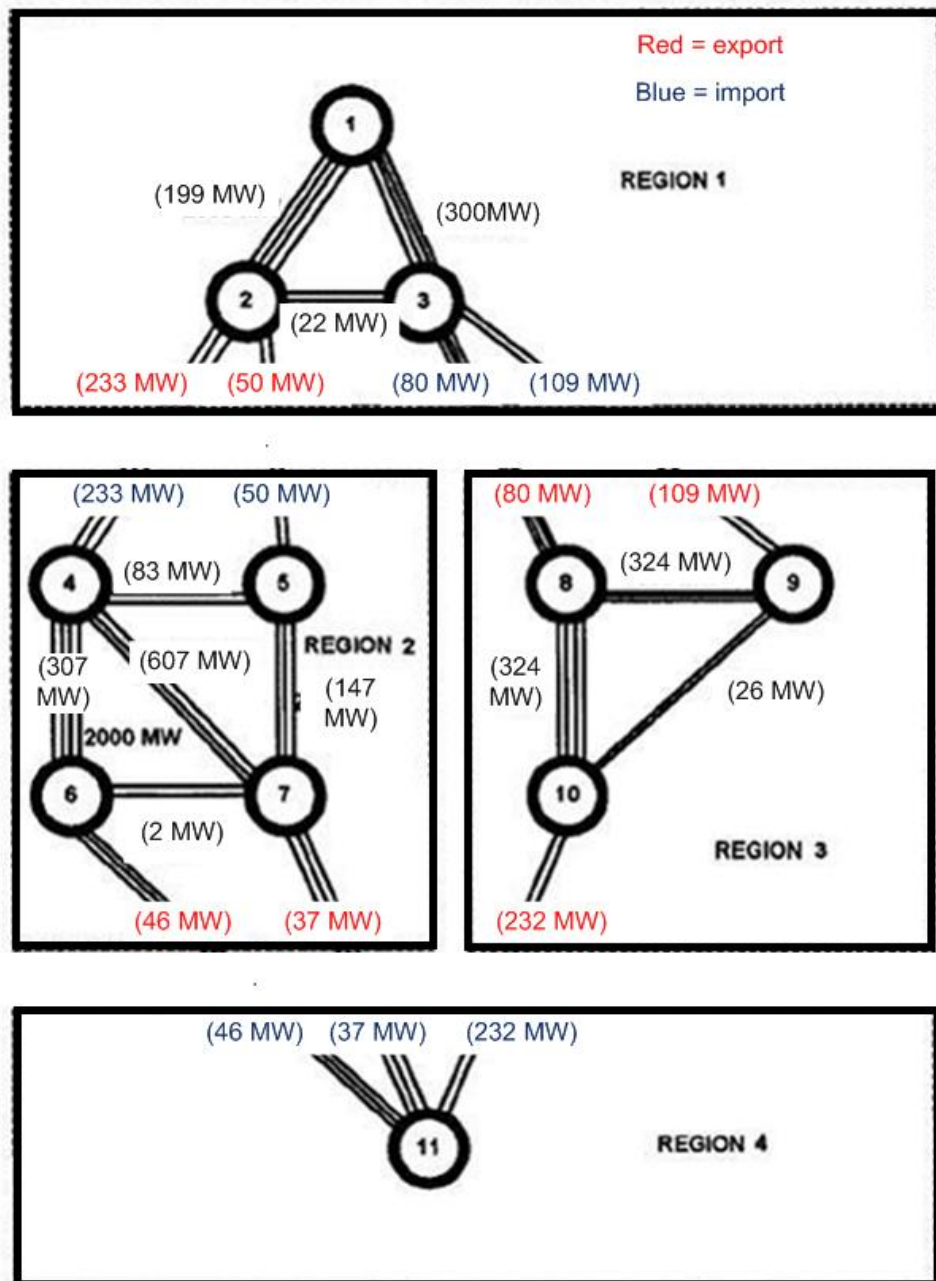 Red = export
Blue = import
REGION 1
1
(199 MW)
(300MW)
2
3
(22 MW)
(233 MW)
(50 MW)
(80 MW)
(109 MW)
(233 MW)
(50 MW)
4
(83 MW)
5
REGION 2
(307
MW)
(607 MW)
(147
MW)
2000 MW
6
7
(2 MW)
(46 MW)
(37 MW)
(80 MW)
(109 MW)
8
(324 MW)
9
(324
MW)
(26 MW)
10
REGION 3
(232 MW)
(46 MW)
(37 MW)
(232 MW)
11
REGION 4